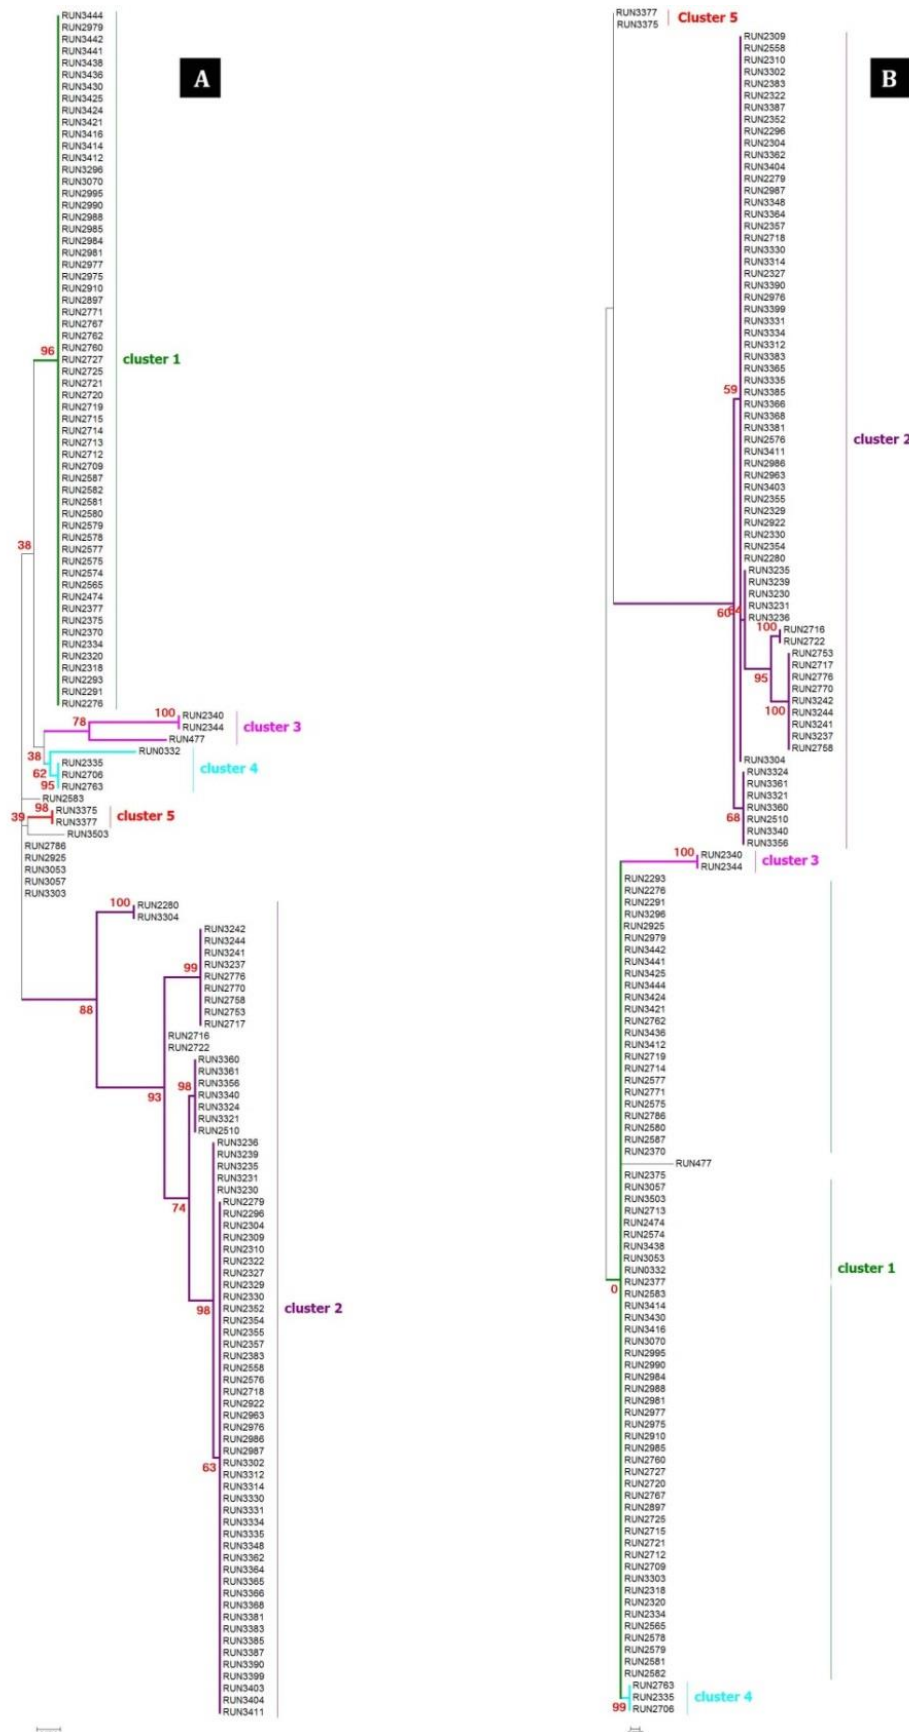 A
RUN3444
RUN2979
RUN3442
RUN3441
RUN3438
RUN3436
RUN3430
RUN3425
RUN3424
RUN3421
RUN3416
RUN3414
RUN3412
RUN3296
RUN3070
RUN2995
RUN2990
RUN2988
RUN2985
RUN2984
RUN2981
RUN2977
RUN2975
RUN2910
RUN2897
RUN2771
RUN2767
RUN2762
RUN2760
96
RUN2727
cluster 1
RUN2725
RUN2721
RUN2720
RUN2719
RUN2715
RUN2714
RUN2713
RUN2712
RUN2709
RUN2587
RUN2582
RUN2581
RUN2580
RUN2579
RUN2578
38
RUN2577
RUN2575
RUN2574
RUN2565
RUN2474
RUN2377
RUN2375
RUN2370
RUN2334
RUN2320
RUN2318
RUN2293
RUN2291
RUN2276
100
RUN2340
78
RUN2344
cluster 3
RUN477
38
RUN0332
RUN2335
cluster 4
62
RUN2706
95
RUN2763
RUN2583
98
RUN3375
39
RUN3377
cluster 5
RUN3503
RUN2786
RUN2925
RUN3053
RUN3057
RUN3303
100
RUN2280
RUN3304
RUN3242
RUN3244
RUN3241
99
RUN3237
RUN2776
RUN2770
RUN2758
88
RUN2753
RUN2717
RUN2716
RUN2722
RUN3360
RUN3361
98
RUN3356
93
RUN3340
RUN3324
RUN3321
RUN2510
RUN3236
RUN3239
RUN3235
RUN3231
RUN3230
74
RUN2279
RUN2296
RUN2304
RUN2309
RUN2310
RUN2322
RUN2327
RUN2329
RUN2330
98
RUN2352
cluster 2
RUN2354
RUN2355
RUN2357
RUN2383
RUN2558
RUN2576
RUN2718
RUN2922
RUN2963
RUN2976
RUN2986
RUN2987
RUN3302
63
RUN3312
RUN3314
RUN3330
RUN3331
RUN3334
RUN3335
RUN3348
RUN3362
RUN3364
RUN3365
RUN3366
RUN3368
RUN3381
RUN3383
RUN3385
RUN3387
RUN3390
RUN3399
RUN3403
RUN3404
RUN3411
B
RUN3377
Cluster 5
RUN3375
RUN2309
RUN2558
RUN2310
RUN3302
RUN2383
RUN2322
RUN3387
RUN2352
RUN2296
RUN2304
RUN3362
RUN3404
RUN2279
RUN2987
RUN3348
RUN3364
RUN2357
RUN2718
RUN3330
RUN3314
RUN2327
RUN3390
RUN2976
RUN3399
RUN3331
RUN3334
RUN3312
RUN3383
RUN3365
RUN3335
59
RUN3385
RUN3366
RUN3368
RUN3381
RUN2576
cluster 2
RUN3411
RUN2986
RUN2963
RUN3403
RUN2355
RUN2329
RUN2922
RUN2330
RUN2354
RUN2280
RUN3235
RUN3239
RUN3230
RUN3231
60
RUN3236
100
RUN2716
RUN2722
RUN2753
RUN2717
95
RUN2776
RUN2770
RUN3242
100
RUN3244
RUN3241
RUN3237
RUN2758
RUN3304
RUN3324
RUN3361
RUN3321
RUN3360
68
RUN2510
RUN3340
RUN3356
100
RUN2340
cluster 3
RUN2344
RUN2293
RUN2276
RUN2291
RUN3296
RUN2925
RUN2979
RUN3442
RUN3441
RUN3425
RUN3444
RUN3424
RUN3421
RUN2762
RUN3436
RUN3412
RUN2719
RUN2714
RUN2577
RUN2771
RUN2575
RUN2786
RUN2580
RUN2587
RUN2370
RUN477
RUN2375
RUN3057
RUN3503
RUN2713
RUN2474
RUN2574
RUN3438
RUN3053
RUN0332
cluster 1
RUN2377
0
RUN2583
RUN3414
RUN3430
RUN3416
RUN3070
RUN2995
RUN2990
RUN2984
RUN2988
RUN2981
RUN2977
RUN2975
RUN2910
RUN2985
RUN2760
RUN2727
RUN2720
RUN2767
RUN2897
RUN2725
RUN2715
RUN2721
RUN2712
RUN2709
RUN3303
RUN2318
RUN2320
RUN2334
RUN2565
RUN2578
RUN2579
RUN2581
RUN2582
RUN2763
RUN2335
cluster 4
99
RUN2706